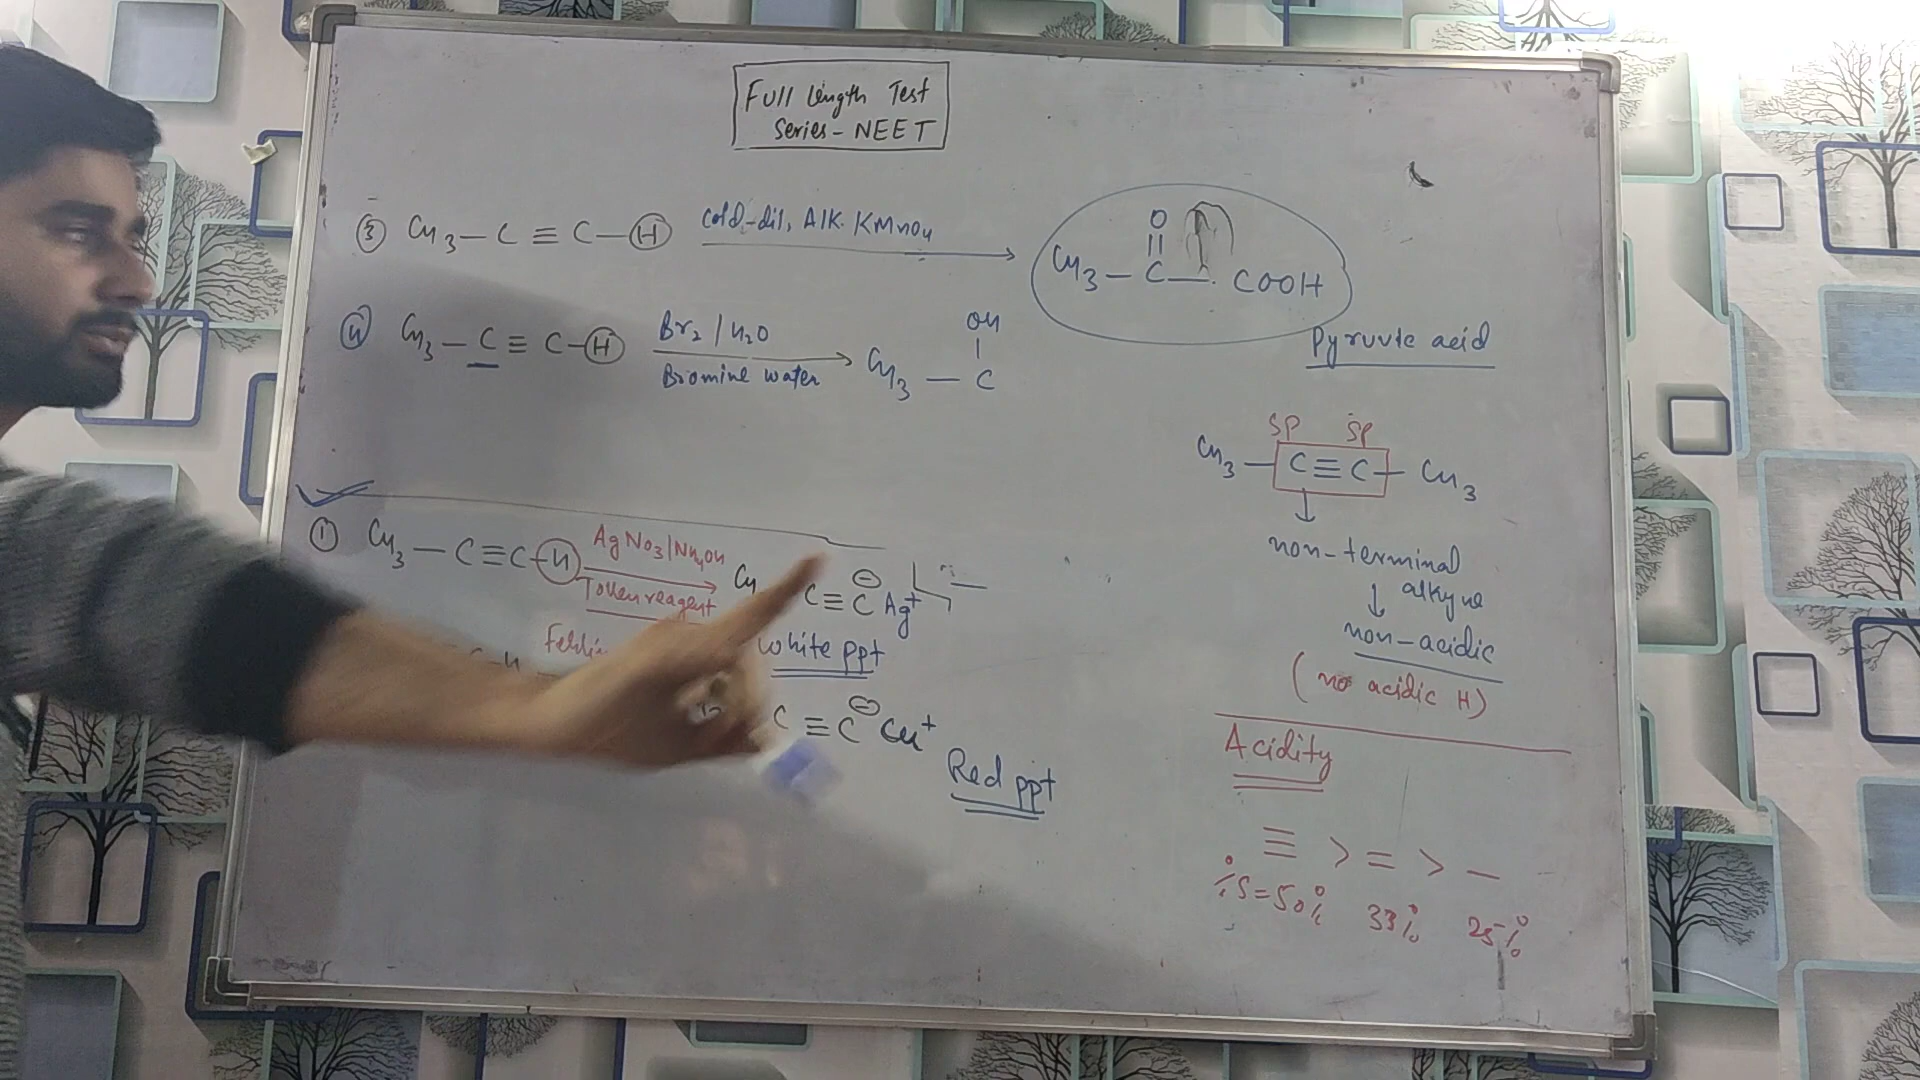 Full Length Test
Series - NEET
③ CH3 — C ≡ C — H cold-dil, Alk. KMnO4 CH3 — C — COOH
O
Pyruvte acid
④ CH3 — C ≡ C — H Br2 / H2O CH3 — C
Bromine water
OH
SP SP
CH3 — C ≡ C — CH3
non-terminal
alkyne
non-acidic
(no acidic H)
① CH3 — C ≡ C — H AgNO3 / NH4OH C ≡ C⊖ Ag+
Tollen reagent
White ppt
C ≡ C⊖ Cu+
Red ppt
Acidity
≡ > = > —
% S = 50% 33% 25%